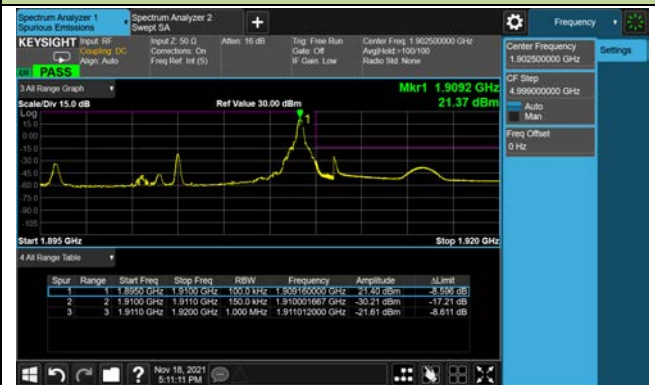 Spectrum Analyzer 1
Spurious Emissions
Spectrum Analyzer 2
Swept SA
Frequency
KEYSIGHT
Input: RF
Coupling: DC
Align: Auto
Input Z: 50 Ω
Corrections: On
Freq Ref: Int (S)
Atten: 16 dB
Trig: Free Run
Gate: Off
IF Gain: Low
Center Freq: 1.902500000 GHz
Avg|Hold:>100/100
Radio Std: None
PASS
3 All Range Graph
Scale/Div 15.0 dB
Ref Value 30.00 dBm
Mkr1 1.9092 GHz
21.37 dBm
Log
15.0
0.00
-15.0
-30.0
-45.0
-60.0
-75.0
-90.0
-105
1
Start 1.895 GHz
Stop 1.920 GHz
4 All Range Table
Spur Range Start Freq Stop Freq RBW Frequency Amplitude ΔLimit
1 1 1.8950 GHz 1.9100 GHz 100.0 kHz 1.909160000 GHz 21.40 dBm -8.596 dB
2 2 1.9100 GHz 1.9110 GHz 150.0 kHz 1.910001667 GHz -30.21 dBm -17.21 dB
3 3 1.9110 GHz 1.9200 GHz 1.000 MHz 1.911012000 GHz -21.61 dBm -8.611 dB
Center Frequency
1.902500000 GHz
Settings
CF Step
4.999000000 GHz
Auto
Man
Freq Offset
0 Hz
Nov 18, 2021
5:11:11 PM